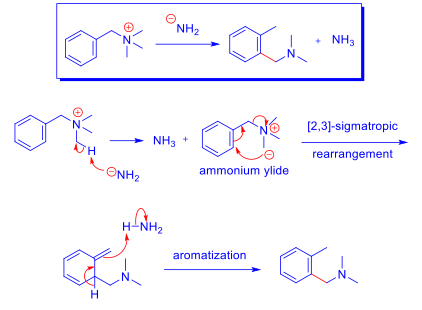 N ⊕ ⊖ NH₂ N + NH₃
N ⊕ H ⊖ NH₂ NH₃ + N ⊕ ⊖ [2,3]-sigmatropic
ammonium ylide rearrangement
H NH₂
N H aromatization N